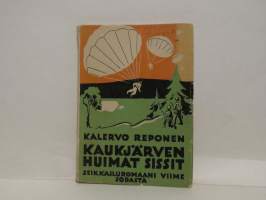 KALERVO REPONEN
KAUKJÄRVEN
HUIMAT SISSIT
SEIKKAILUROMAANI VIIME
SODASTA